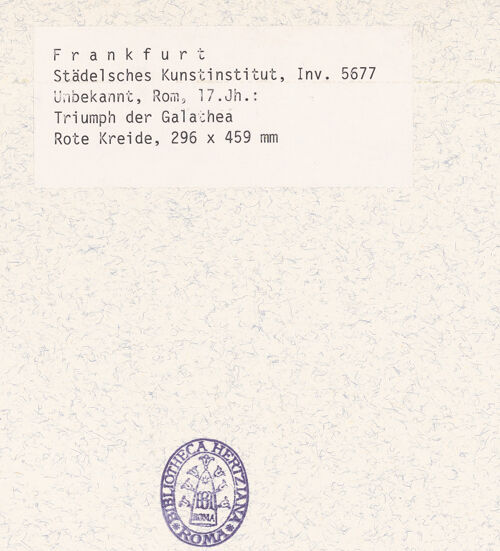 Frankfurt
Städelsches Kunstinstitut, Inv. 5677
Unbekannt, Rom, 17.Jh.:
Triumph der Galathea
Rote Kreide, 296 x 459 mm
BIBLIOTHECA HERTZIANA
ROMA
ROMA